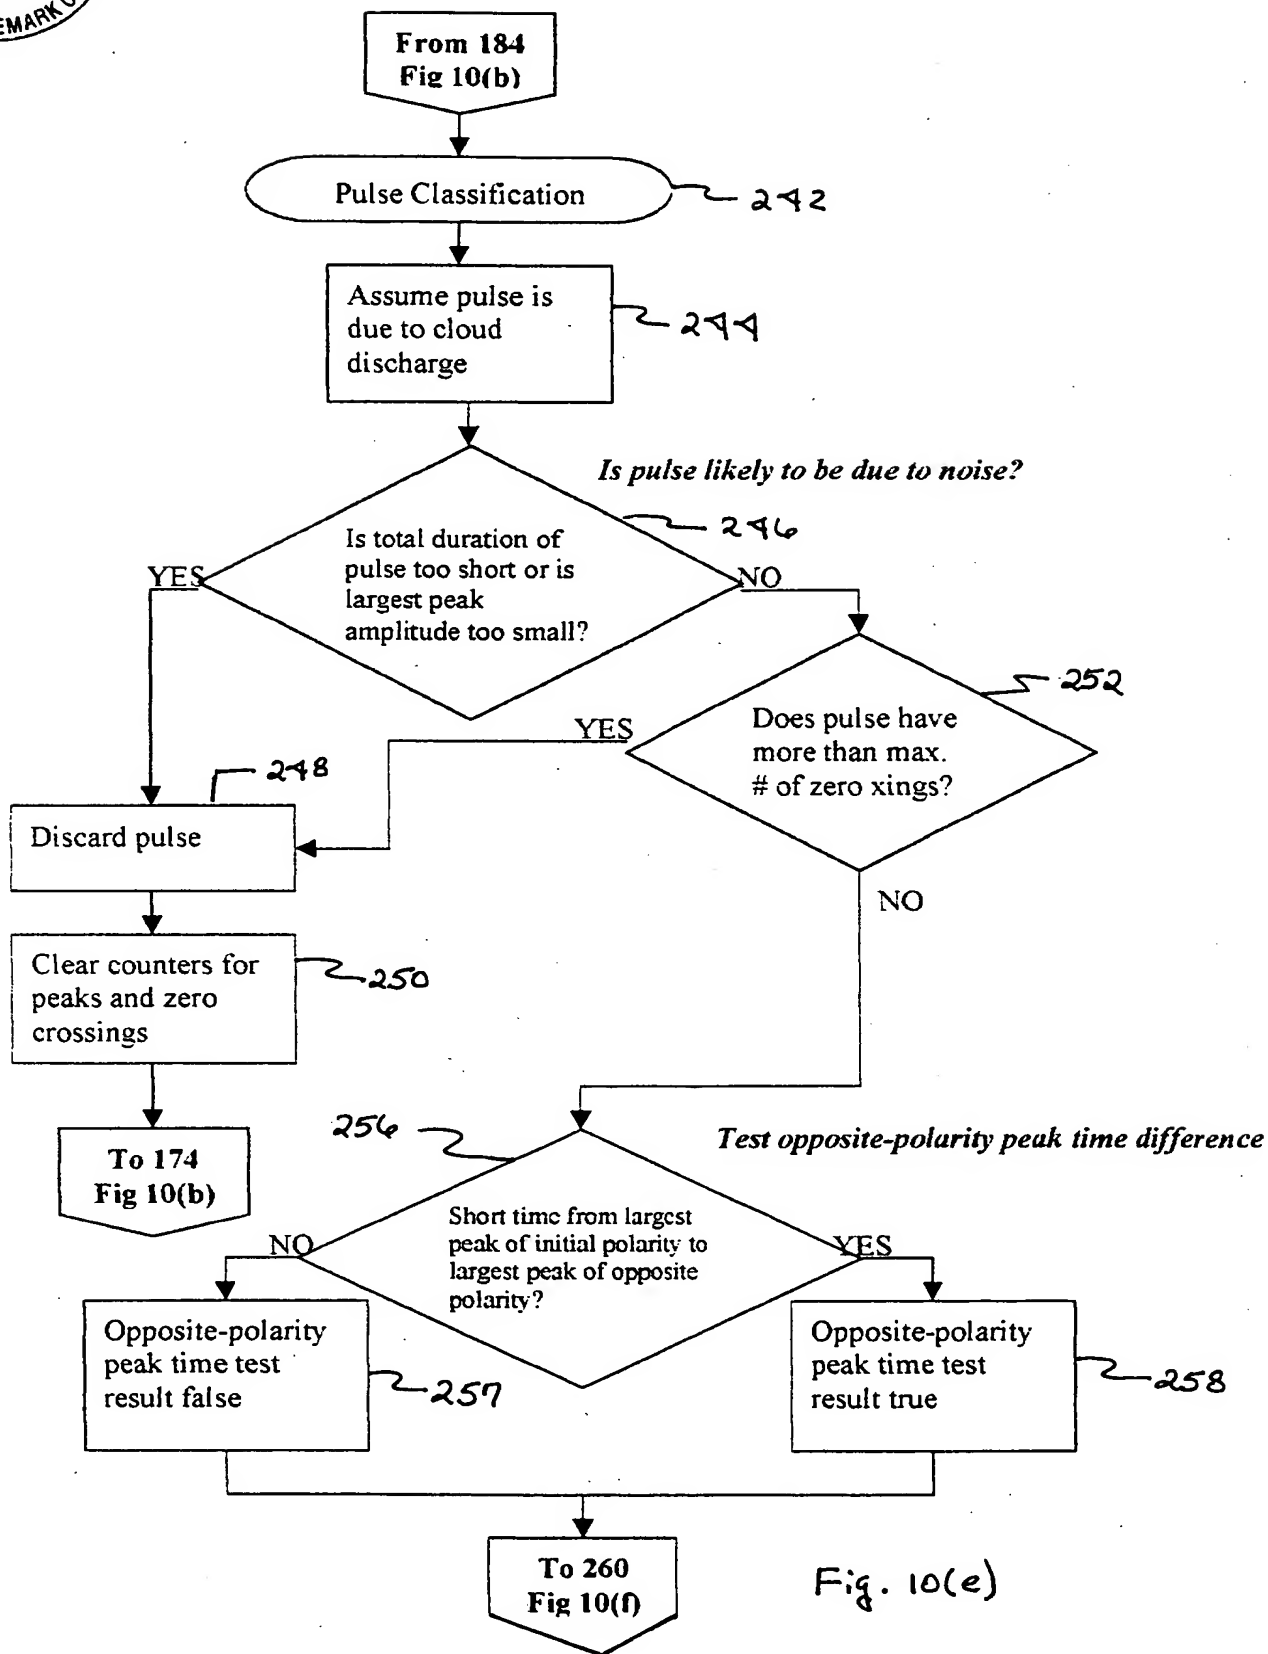 EMARK
From 184
Fig 10(b)
Pulse Classification
242
Assume pulse is
due to cloud
discharge
244
Is pulse likely to be due to noise?
246
Is total duration of
pulse too short or is
largest peak
amplitude too small?
YES
NO
252
Does pulse have
more than max.
# of zero xings?
YES
248
Discard pulse
NO
Clear counters for
peaks and zero
crossings
250
256
Test opposite-polarity peak time difference
To 174
Fig 10(b)
Short time from largest
peak of initial polarity to
largest peak of opposite
polarity?
NO
YES
Opposite-polarity
peak time test
result false
257
Opposite-polarity
peak time test
result true
258
To 260
Fig 10(f)
Fig. 10(e)